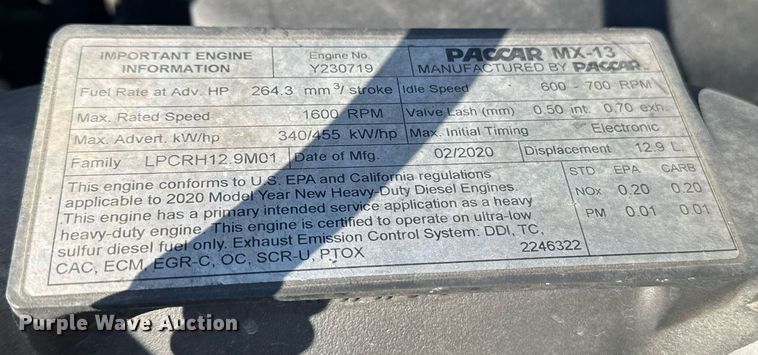 IMPORTANT ENGINE INFORMATION
Engine No. Y230719
PACCAR MX-13
MANUFACTURED BY PACCAR
Fuel Rate at Adv. HP 264.3 mm³/ stroke Idle Speed 600 - 700 RPM
Max. Rated Speed 1600 RPM Valve Lash (mm) 0.50 int. 0.70 exh.
Max. Advert. kW/hp 340/455 kW/hp Max. Initial Timing Electronic
Family LPCRH12.9M01 Date of Mfg. 02/2020 Displacement 12.9 L
This engine conforms to U.S. EPA and California regulations
applicable to 2020 Model Year New Heavy-Duty Diesel Engines.
This engine has a primary intended service application as a heavy
heavy-duty engine. This engine is certified to operate on ultra-low
sulfur diesel fuel only. Exhaust Emission Control System: DDI, TC,
CAC, ECM, EGR-C, OC, SCR-U, PTOX
STD EPA CARB
NOx 0.20 0.20
PM 0.01 0.01
2246322
Purple Wave Auction